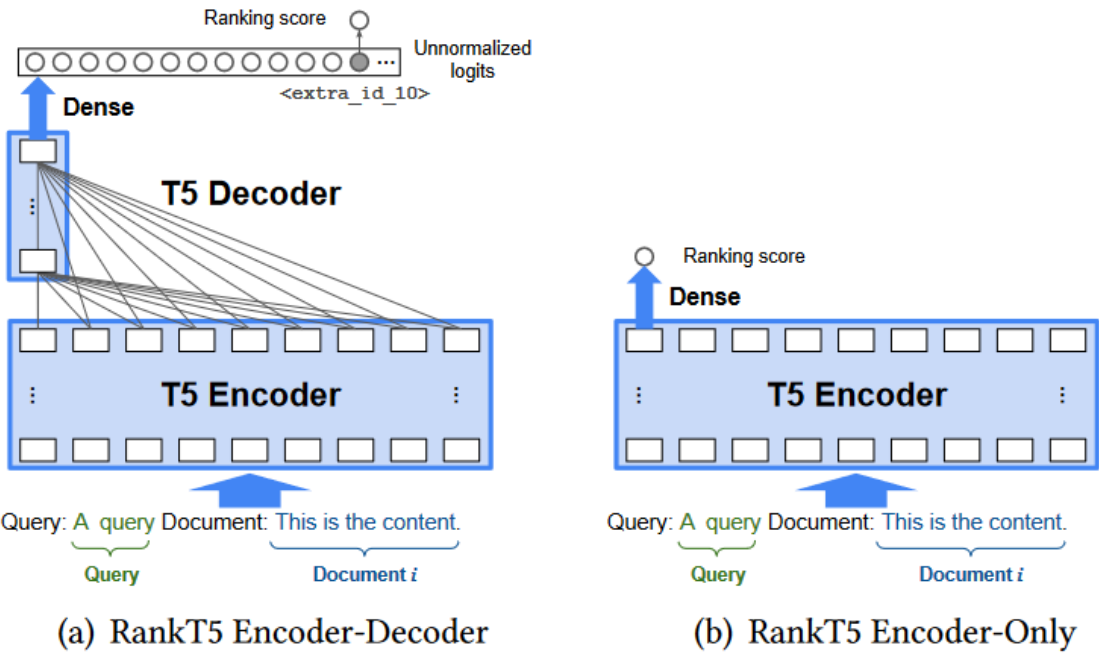 Ranking score
Unnormalized
logits
...
<extra_id_10>
Dense
T5 Decoder
T5 Encoder
Query: A query Document: This is the content.
Query
Document i
(a) RankT5 Encoder-Decoder
Ranking score
Dense
T5 Encoder
Query: A query Document: This is the content.
Query
Document i
(b) RankT5 Encoder-Only